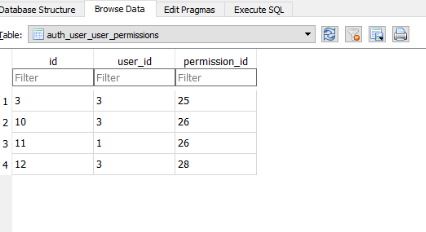 Database Structure Browse Data Edit Pragmas Execute SQL
Table: auth_user_user_permissions
id user_id permission_id
Filter Filter Filter
1 3 3 25
2 10 3 26
3 11 1 26
4 12 3 28